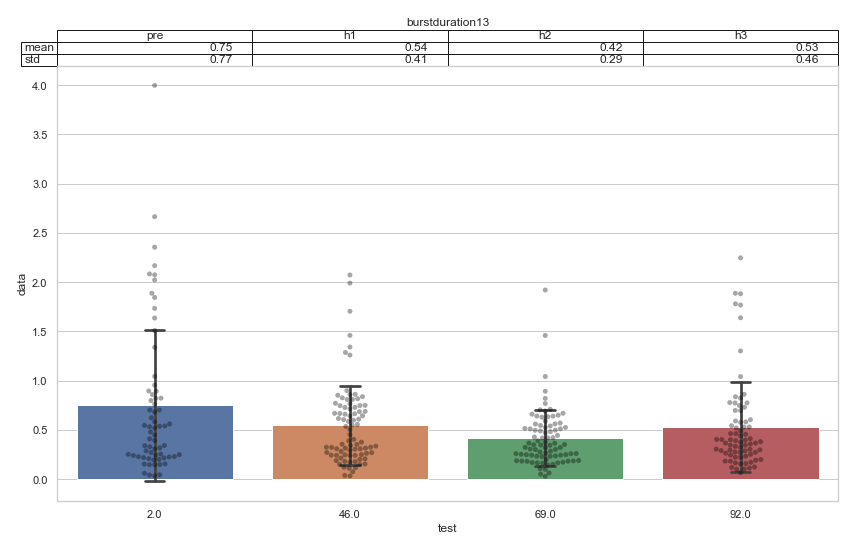 burstduration13
pre h1 h2 h3
mean 0.75 0.54 0.42 0.53
std 0.77 0.41 0.29 0.46
4.0
3.5
3.0
2.5
data
2.0
1.5
1.0
0.5
0.0
2.0 46.0 69.0 92.0
test